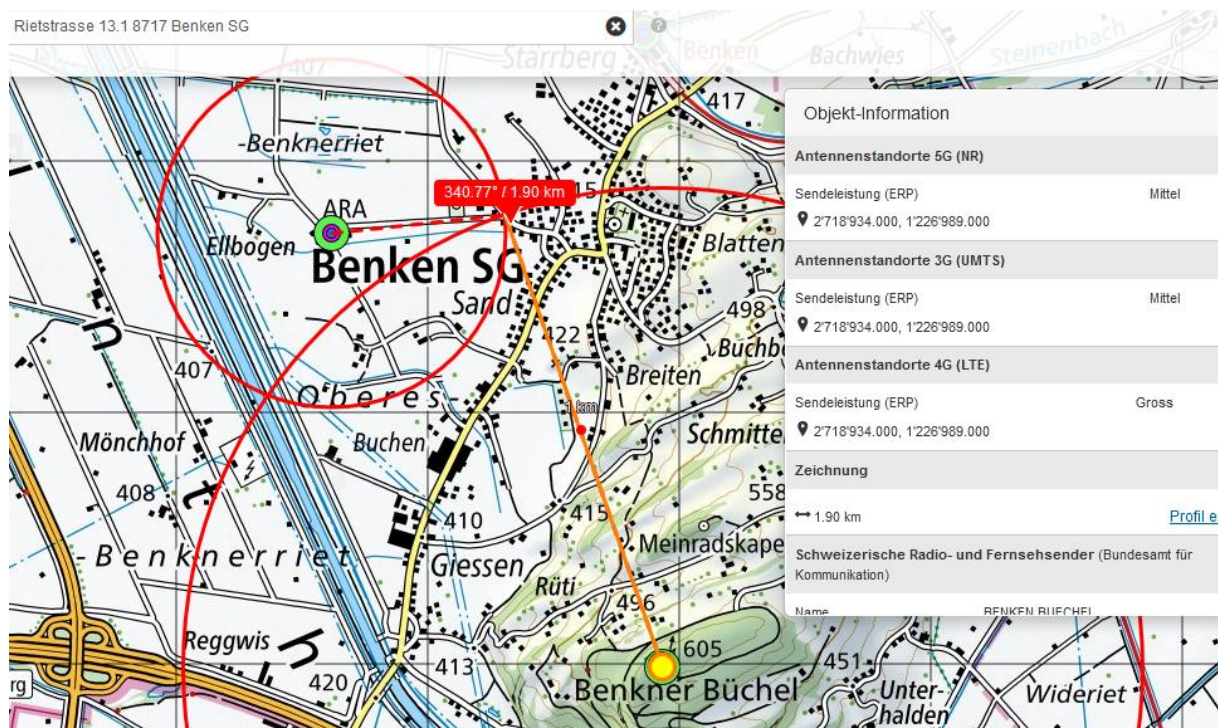 Rietstrasse 13.1 8717 Benken SG
?
Stärrberg
Benken
Bachwies
Steinenbach
407
417
-Benknerriet
340.77° / 1.90 km
15
ARA
Ellbogen
Blatten
Benken SG
Sand
498
422
Buchb
407
Breiten
Oberes-
1 km
Mönchhof
Buchen
Schmitte
408
558
415
410
-Benknerriet
Meinradskape
Giessen
Rüti
496
Reggwis
605
413
451
rg
420
Benkner Büchel
Unter-
halden
Wideriet
Objekt-Information
Antennenstandorte 5G (NR)
Sendeleistung (ERP) Mittel
2'718'934.000, 1'226'989.000
Antennenstandorte 3G (UMTS)
Sendeleistung (ERP) Mittel
2'718'934.000, 1'226'989.000
Antennenstandorte 4G (LTE)
Sendeleistung (ERP) Gross
2'718'934.000, 1'226'989.000
Zeichnung
1.90 km Profil e
Schweizerische Radio- und Fernsehsender (Bundesamt für
Kommunikation)
Name BENKEN BUECHEL